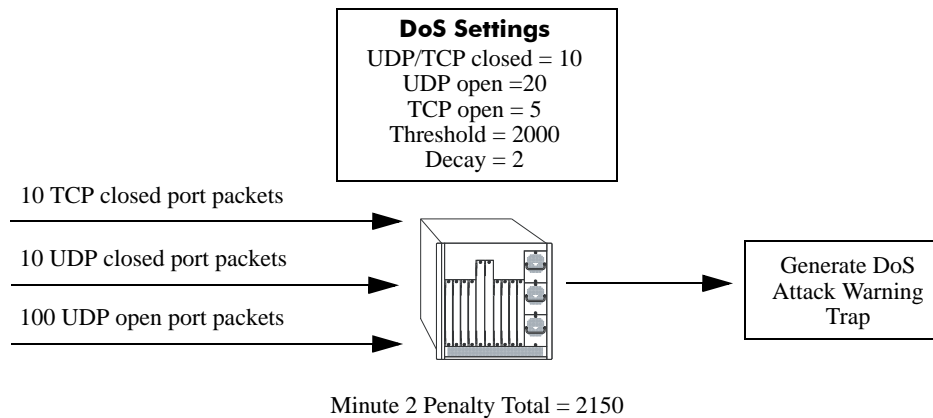 DoS Settings
UDP/TCP closed = 10
UDP open =20
TCP open = 5
Threshold = 2000
Decay = 2
10 TCP closed port packets
10 UDP closed port packets
100 UDP open port packets
Generate DoS
Attack Warning
Trap
Minute 2 Penalty Total = 2150